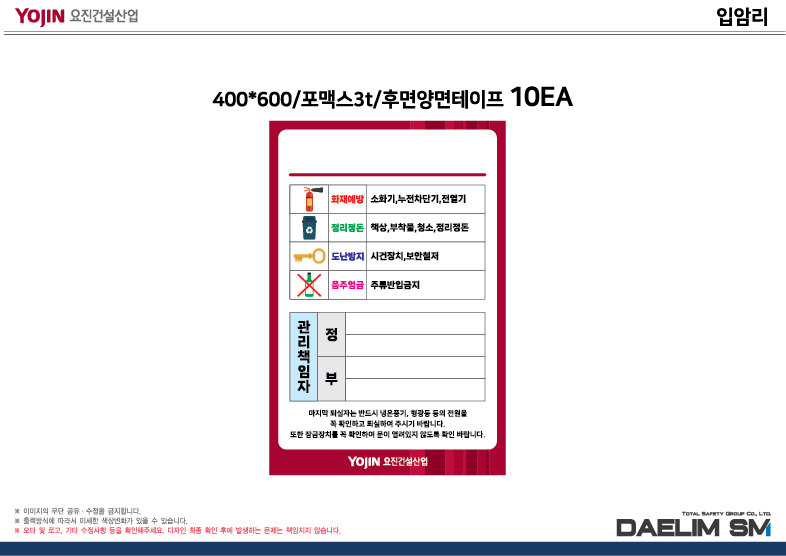 YOJIN 요진건설산업
입암리
400*600/포맥스3t/후면양면테이프 10EA
화재예방 소화기,누전차단기,전열기
정리정돈 책상,부착물,청소,정리정돈
도난방지 시건장치,보안철저
음주엄금 주류반입금지
관리책임자
정
부
마지막 퇴실자는 반드시 냉온풍기, 형광등 등의 전원을
꼭 확인하고 퇴실하여 주시기 바랍니다.
또한 잠금장치를 꼭 확인하여 문이 열려있지 않도록 확인 바랍니다.
YOJIN 요진건설산업
※ 이미지의 무단 공유 · 수정을 금지합니다.
※ 출력방식에 따라서 미세한 색상변화가 있을 수 있습니다.
※ 오타 및 로고, 기타 수정사항 등을 확인해주세요. 디자인 최종 확인 후에 발생하는 문제는 책임지지 않습니다.
TOTAL SAFETY GROUP CO., LTD.
DAELIM SM